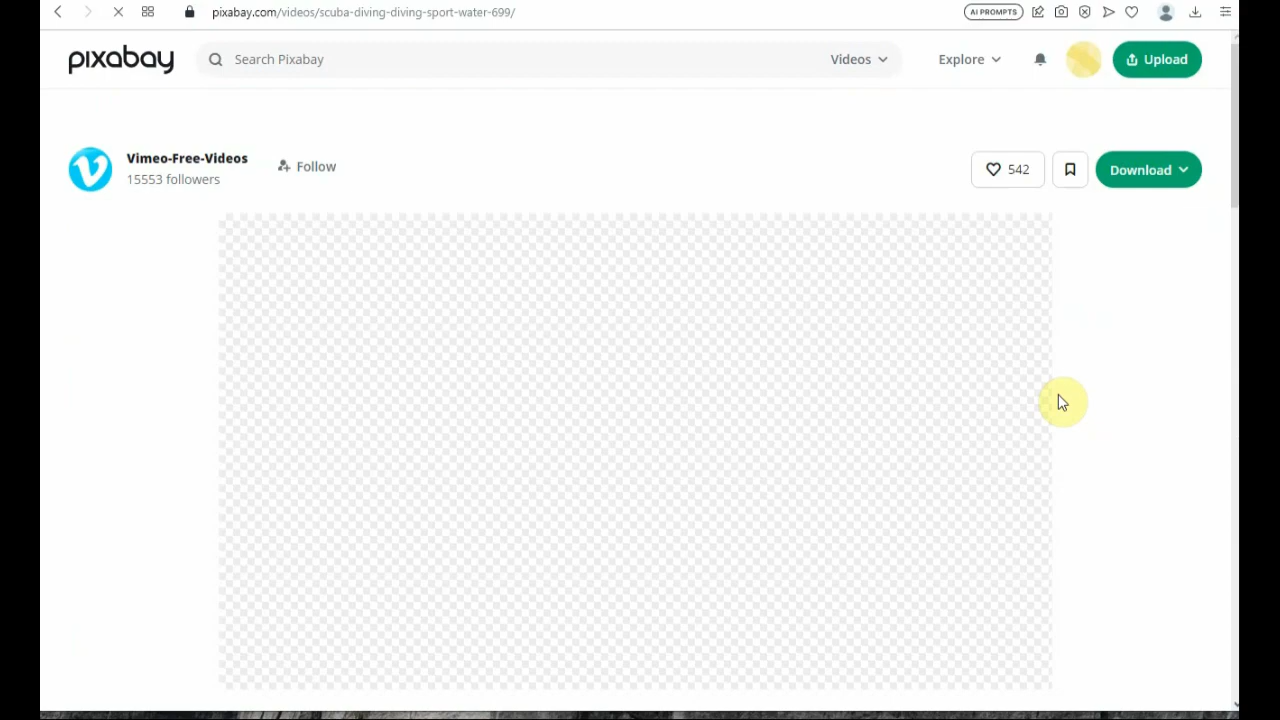 pixabay.com/videos/scuba-diving-diving-sport-water-699/
AI PROMPTS
pixabay
Search Pixabay
Videos
Explore
Upload
Vimeo-Free-Videos
15553 followers
Follow
542
Download